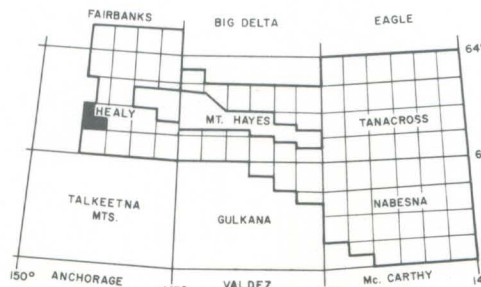 FAIRBANKS
BIG DELTA
EAGLE
64°
HEALY
MT. HAYES
TANACROSS
TALKEETNA
MTS.
GULKANA
NABESNA
150°
ANCHORAGE
VALDEZ
Mc. CARTHY